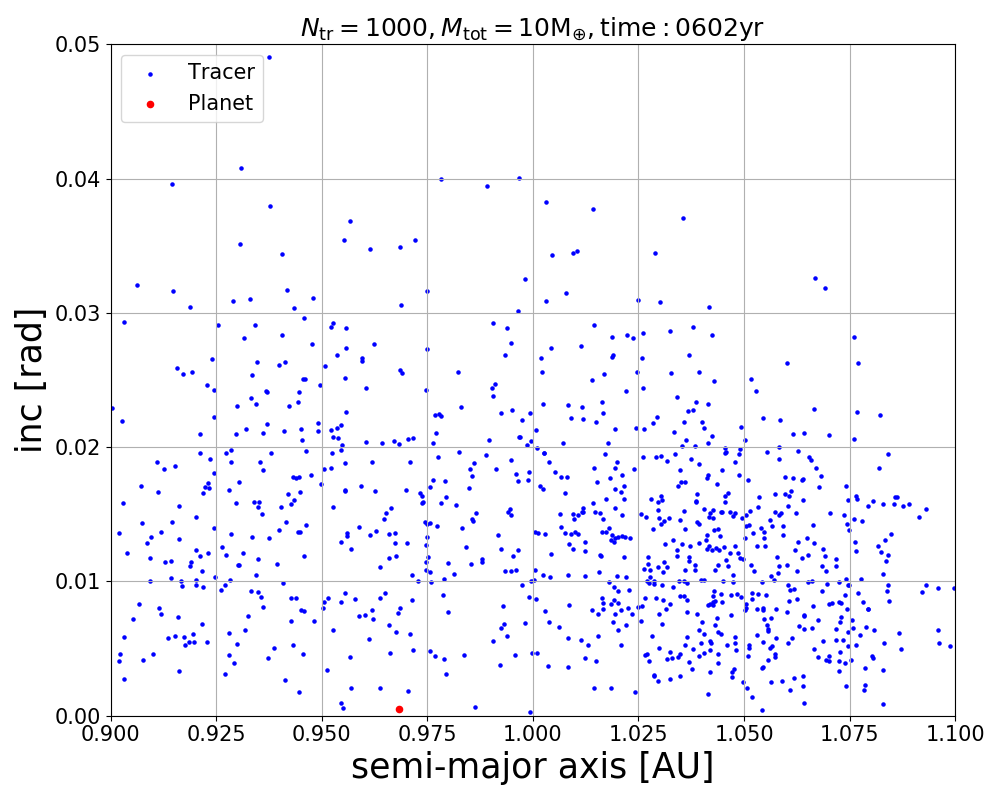 N_tr = 1000, M_tot = 10M_⊕, time : 0602yr
Tracer
Planet
inc [rad]
0.05
0.04
0.03
0.02
0.01
0.00
0.900 0.925 0.950 0.975 1.000 1.025 1.050 1.075 1.100
semi-major axis [AU]